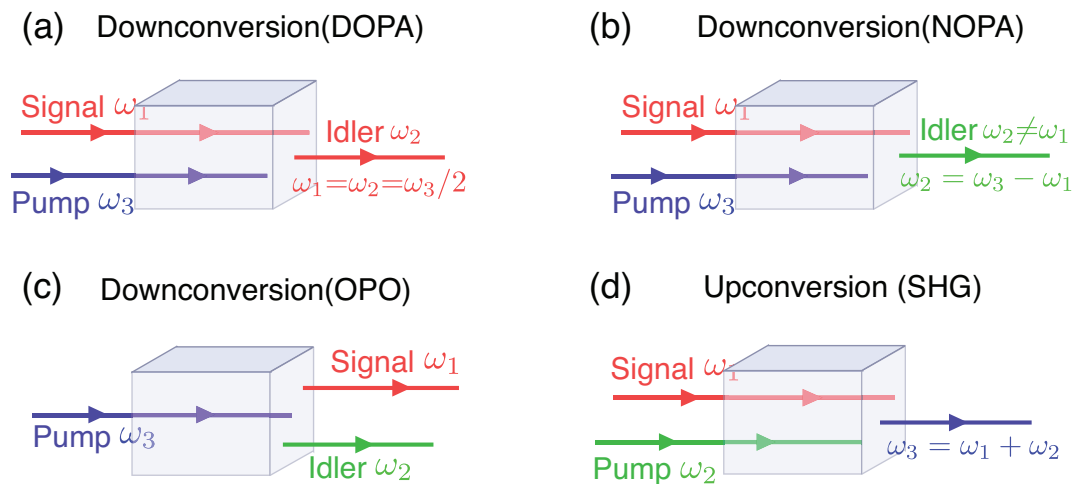 (a) Downconversion(DOPA)
Signal ω₁
Idler ω₂
ω₁=ω₂=ω₃/2
Pump ω₃
(b) Downconversion(NOPA)
Signal ω₁
Idler ω₂≠ω₁
ω₂ = ω₃ − ω₁
Pump ω₃
(c) Downconversion(OPO)
Signal ω₁
Pump ω₃
Idler ω₂
(d) Upconversion (SHG)
Signal ω₁
ω₃ = ω₁ + ω₂
Pump ω₂